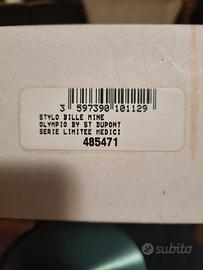 3 597390 101129
STYLO BILLE MINE
OLYMPIO BY ST DUPONT
SERIE LIMITEE MEDICI
485471
subito